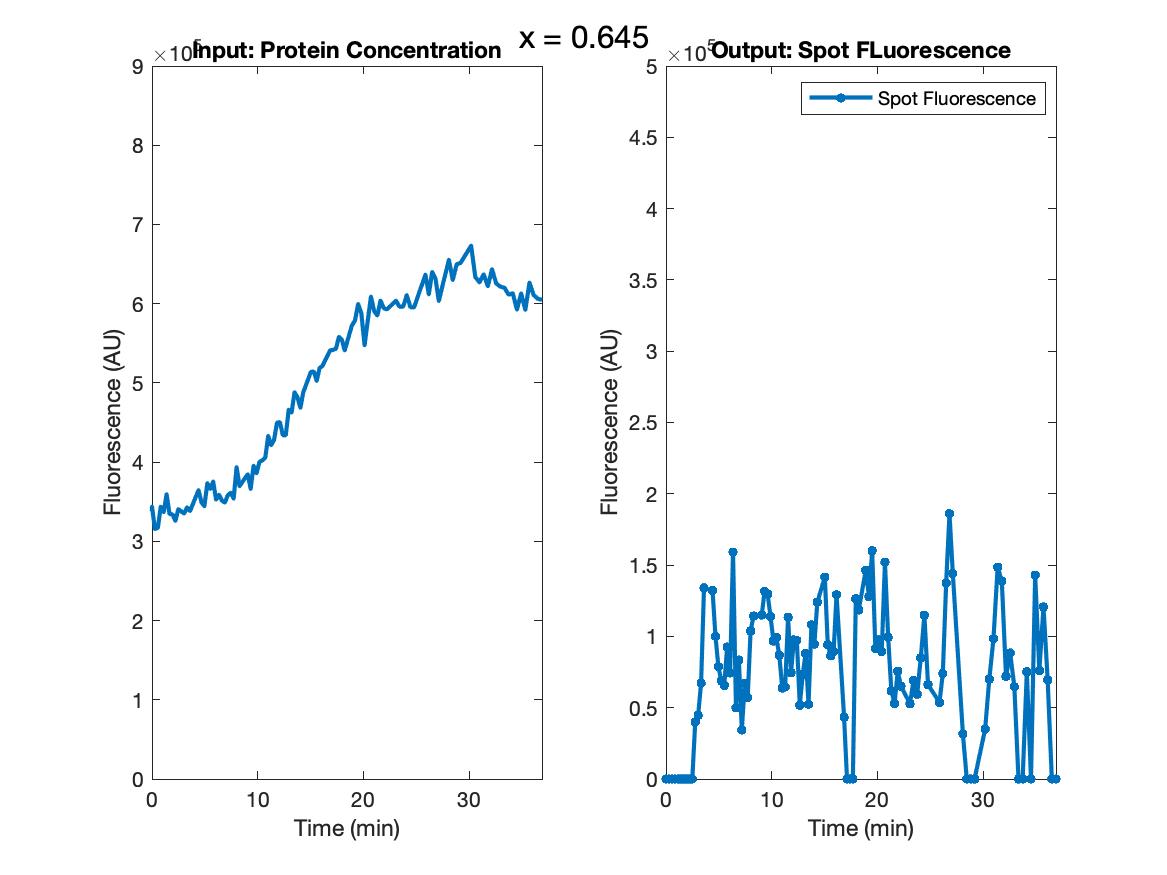 x = 0.645
×10⁵
Input: Protein Concentration
9
8
7
6
5
4
3
2
1
0
Fluorescence (AU)
0 10 20 30
Time (min)
×10⁵
Output: Spot FLuorescence
Spot Fluorescence
5
4.5
4
3.5
3
2.5
2
1.5
1
0.5
0
Fluorescence (AU)
0 10 20 30
Time (min)